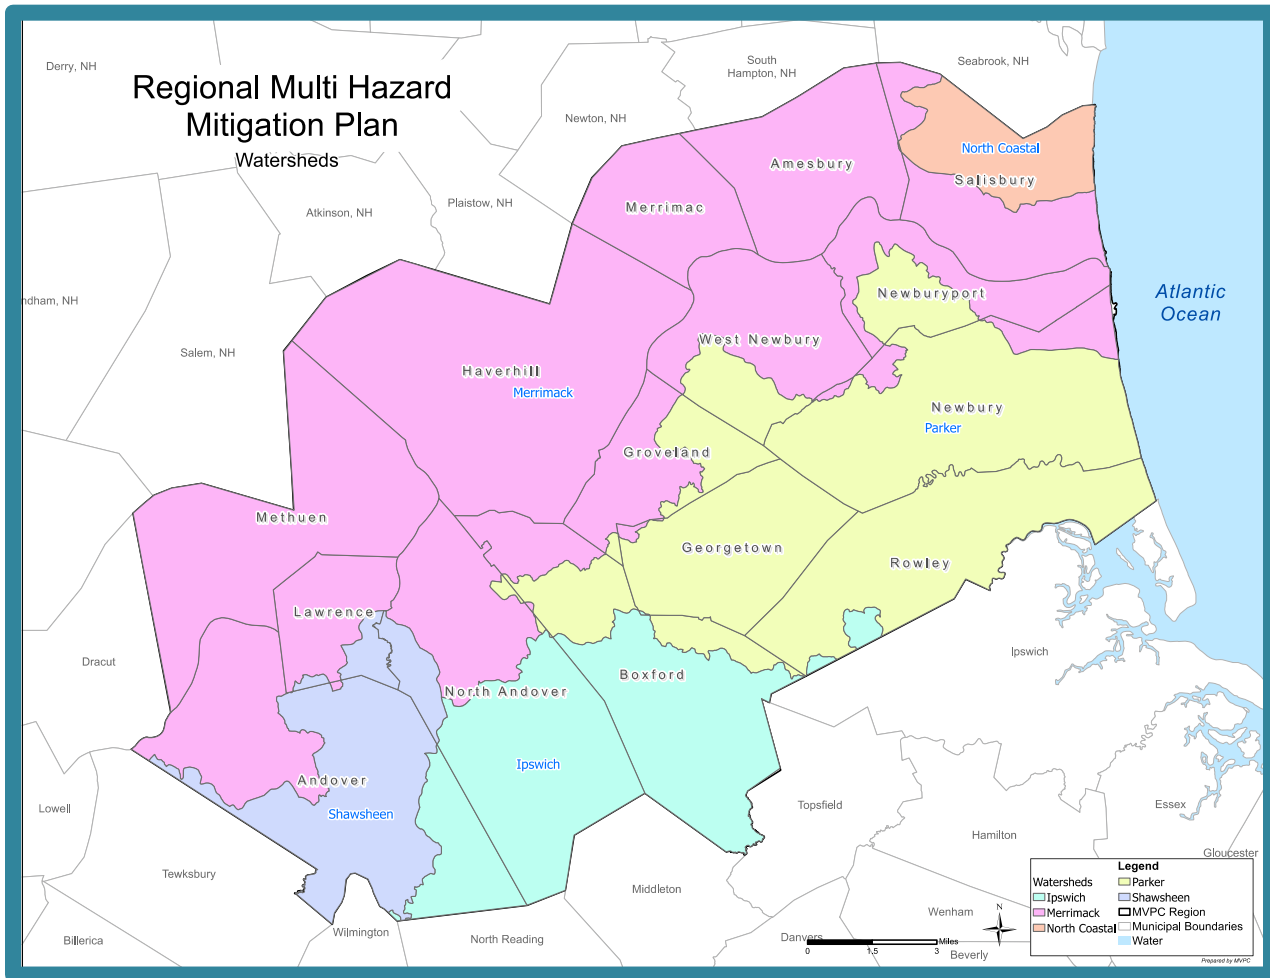 Regional Multi Hazard
Mitigation Plan
Watersheds
Derry, NH
South
Hampton, NH
Seabrook, NH
Newton, NH
North Coastal
Amesbury
Salisbury
Plaistow, NH
Merrimac
Atkinson, NH
ndham, NH
Newburyport
Atlantic
Ocean
West Newbury
Salem, NH
Haverhill
Merrimack
Newbury
Parker
Groveland
Methuen
Georgetown
Rowley
Lawrence
Dracut
Ipswich
Boxford
North Andover
Ipswich
Andover
Shawsheen
Lowell
Topsfield
Essex
Hamilton
Gloucester
Tewksbury
Middleton
Wenham
Billerica
Wilmington
North Reading
Danvers
Beverly
N
Miles
0 1.5 3
Legend
Watersheds
Ipswich
Merrimack
North Coastal
Parker
Shawsheen
MVPC Region
Municipal Boundaries
Water
Prepared by MVPC